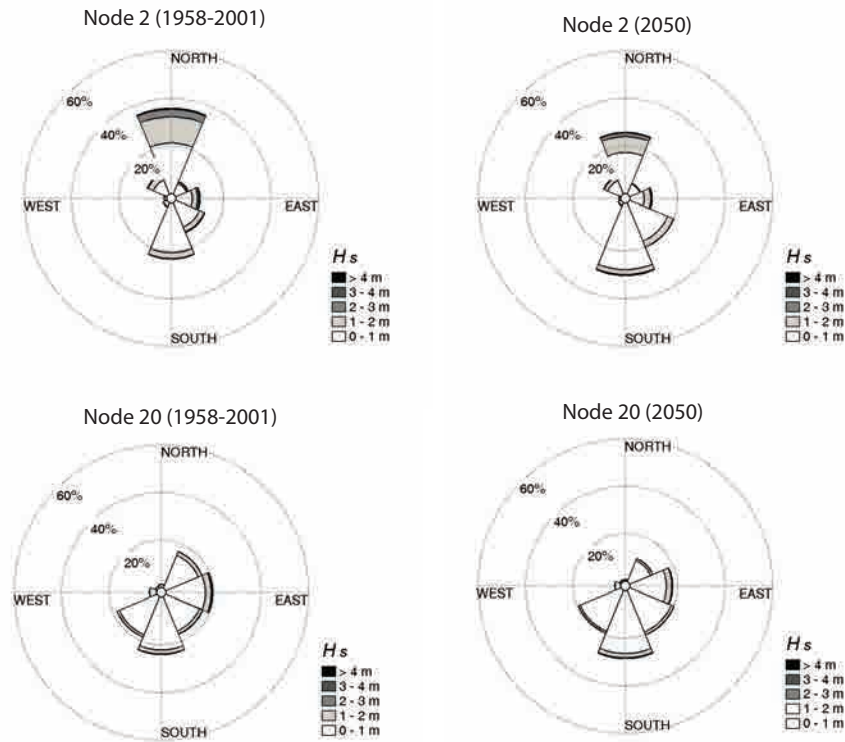 Node 2 (1958-2001)
NORTH
60%
40%
20%
WEST
EAST
SOUTH
H s
> 4 m
3 - 4 m
2 - 3 m
1 - 2 m
0 - 1 m
Node 2 (2050)
NORTH
60%
40%
20%
WEST
EAST
SOUTH
H s
> 4 m
3 - 4 m
2 - 3 m
1 - 2 m
0 - 1 m
Node 20 (1958-2001)
NORTH
60%
40%
20%
WEST
EAST
SOUTH
H s
> 4 m
3 - 4 m
2 - 3 m
1 - 2 m
0 - 1 m
Node 20 (2050)
NORTH
60%
40%
20%
WEST
EAST
SOUTH
H s
> 4 m
3 - 4 m
2 - 3 m
1 - 2 m
0 - 1 m